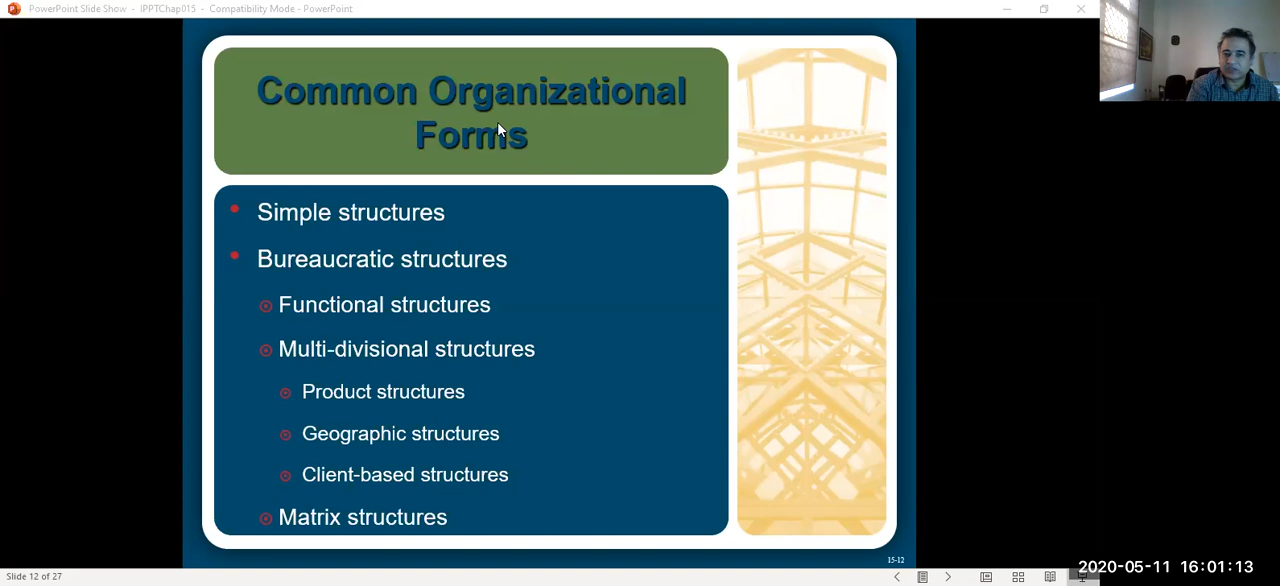 PowerPoint Slide Show - IPPTChap015 - Compatibility Mode - PowerPoint
Common Organizational
Forms
• Simple structures
• Bureaucratic structures
Functional structures
Multi-divisional structures
Product structures
Geographic structures
Client-based structures
Matrix structures
15-12
2020-05-11 16:01:13
Slide 12 of 27